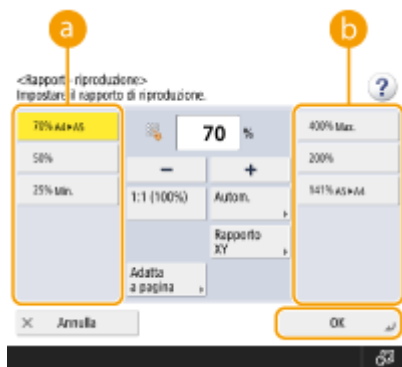 a
b
<Rapporto riproduzione>
Impostare il rapporto di riproduzione.
?
70% A4►A5
70 %
400% Max.
50%
−
+
200%
25% Min.
1:1 (100%)
Autom.
141% A5►A4
Rapporto
XY
Adatta
a pagina
× Annulla
OK